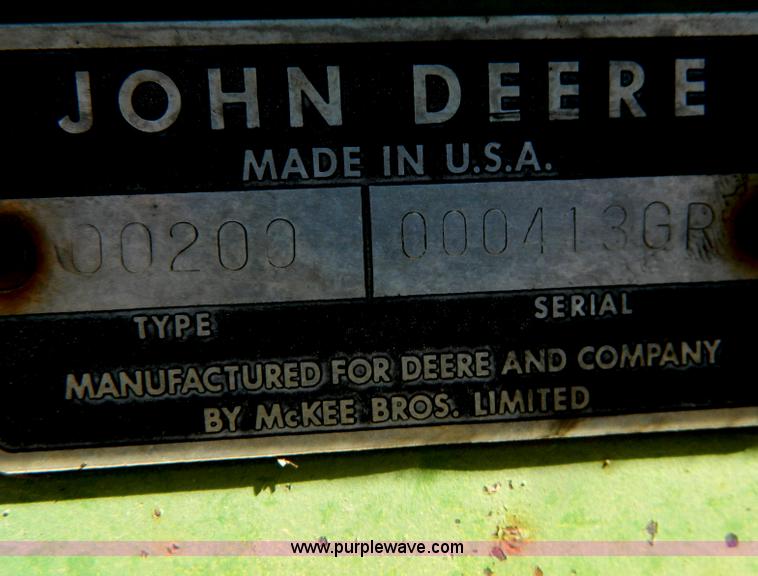 JOHN DEERE
MADE IN U.S.A.
00200 000413GR
TYPE SERIAL
MANUFACTURED FOR DEERE AND COMPANY
BY McKEE BROS. LIMITED
www.purplewave.com